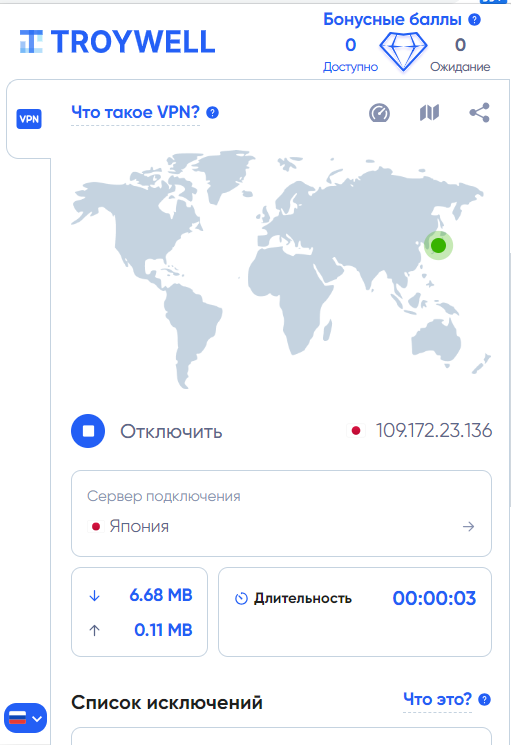 TROYWELL
Бонусные баллы ?
0 0
Доступно Ожидание
VPN
Что такое VPN? ?
Отключить 109.172.23.136
Сервер подключения
Япония
6.68 MB
0.11 MB
Длительность 00:00:03
Список исключений Что это? ?